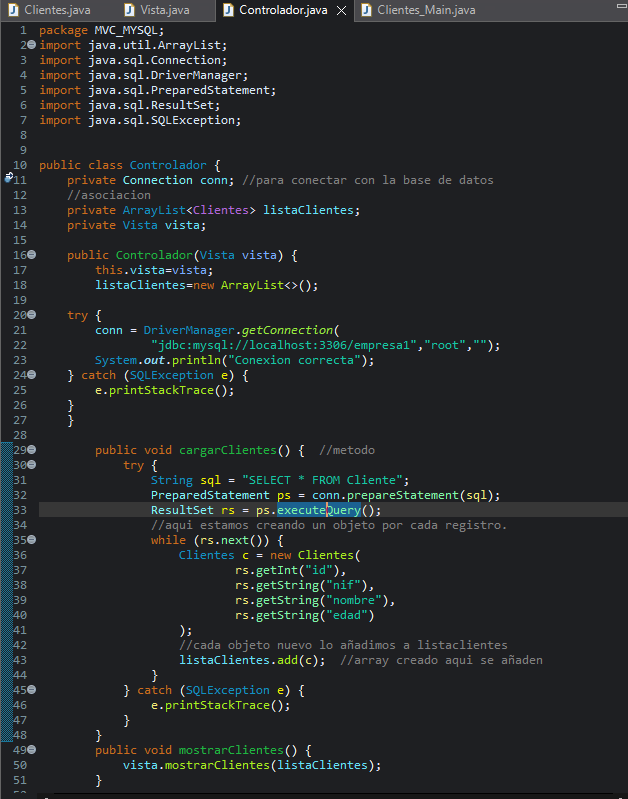 Clientes.java Vista.java Controlador.java Clientes_Main.java
1 package MVC_MYSQL;
2 import java.util.ArrayList;
3 import java.sql.Connection;
4 import java.sql.DriverManager;
5 import java.sql.PreparedStatement;
6 import java.sql.ResultSet;
7 import java.sql.SQLException;
8
9
10 public class Controlador {
11 private Connection conn; //para conectar con la base de datos
12 //asociacion
13 private ArrayList<Clientes> listaClientes;
14 private Vista vista;
15
16 public Controlador(Vista vista) {
17 this.vista=vista;
18 listaClientes=new ArrayList<>();
19
20 try {
21 conn = DriverManager.getConnection(
22 "jdbc:mysql://localhost:3306/empresa1","root","");
23 System.out.println("Conexion correcta");
24 } catch (SQLException e) {
25 e.printStackTrace();
26 }
27 }
28
29 public void cargarClientes() { //metodo
30 try {
31 String sql = "SELECT * FROM Cliente";
32 PreparedStatement ps = conn.prepareStatement(sql);
33 ResultSet rs = ps.executeQuery();
34 //aqui estamos creando un objeto por cada registro.
35 while (rs.next()) {
36 Clientes c = new Clientes(
37 rs.getInt("id"),
38 rs.getString("nif"),
39 rs.getString("nombre"),
40 rs.getString("edad")
41 );
42 //cada objeto nuevo lo añadimos a listaclientes
43 listaClientes.add(c); //array creado aqui se añaden
44 }
45 } catch (SQLException e) {
46 e.printStackTrace();
47 }
48 }
49 public void mostrarClientes() {
50 vista.mostrarClientes(listaClientes);
51 }